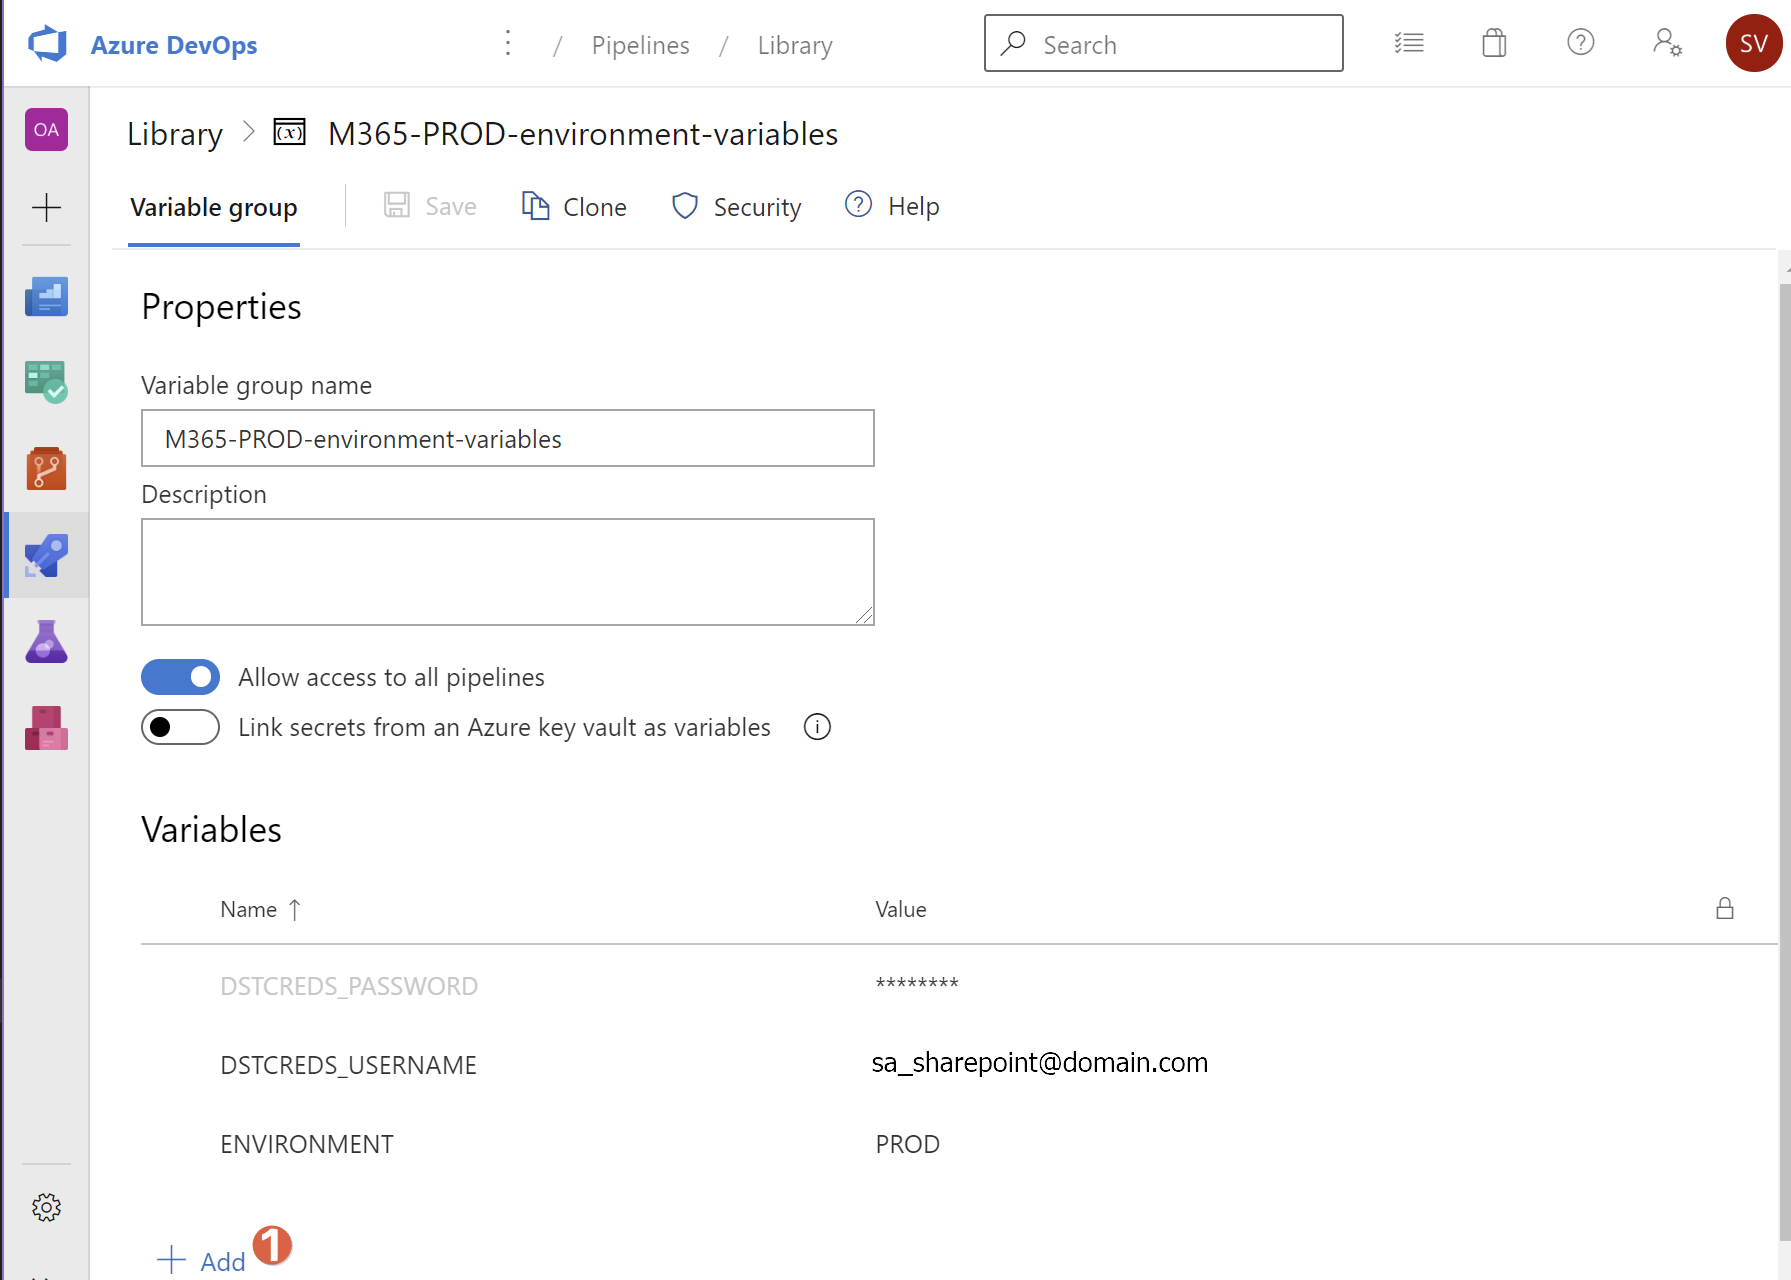 Azure DevOps / Pipelines / Library Search SV
OA
Library > (x) M365-PROD-environment-variables
Variable group Save Clone Security ? Help
Properties
Variable group name
M365-PROD-environment-variables
Description
Allow access to all pipelines
Link secrets from an Azure key vault as variables
Variables
Name ↑ Value
DSTCREDS_PASSWORD ********
DSTCREDS_USERNAME sa_sharepoint@domain.com
ENVIRONMENT PROD
+ Add 1